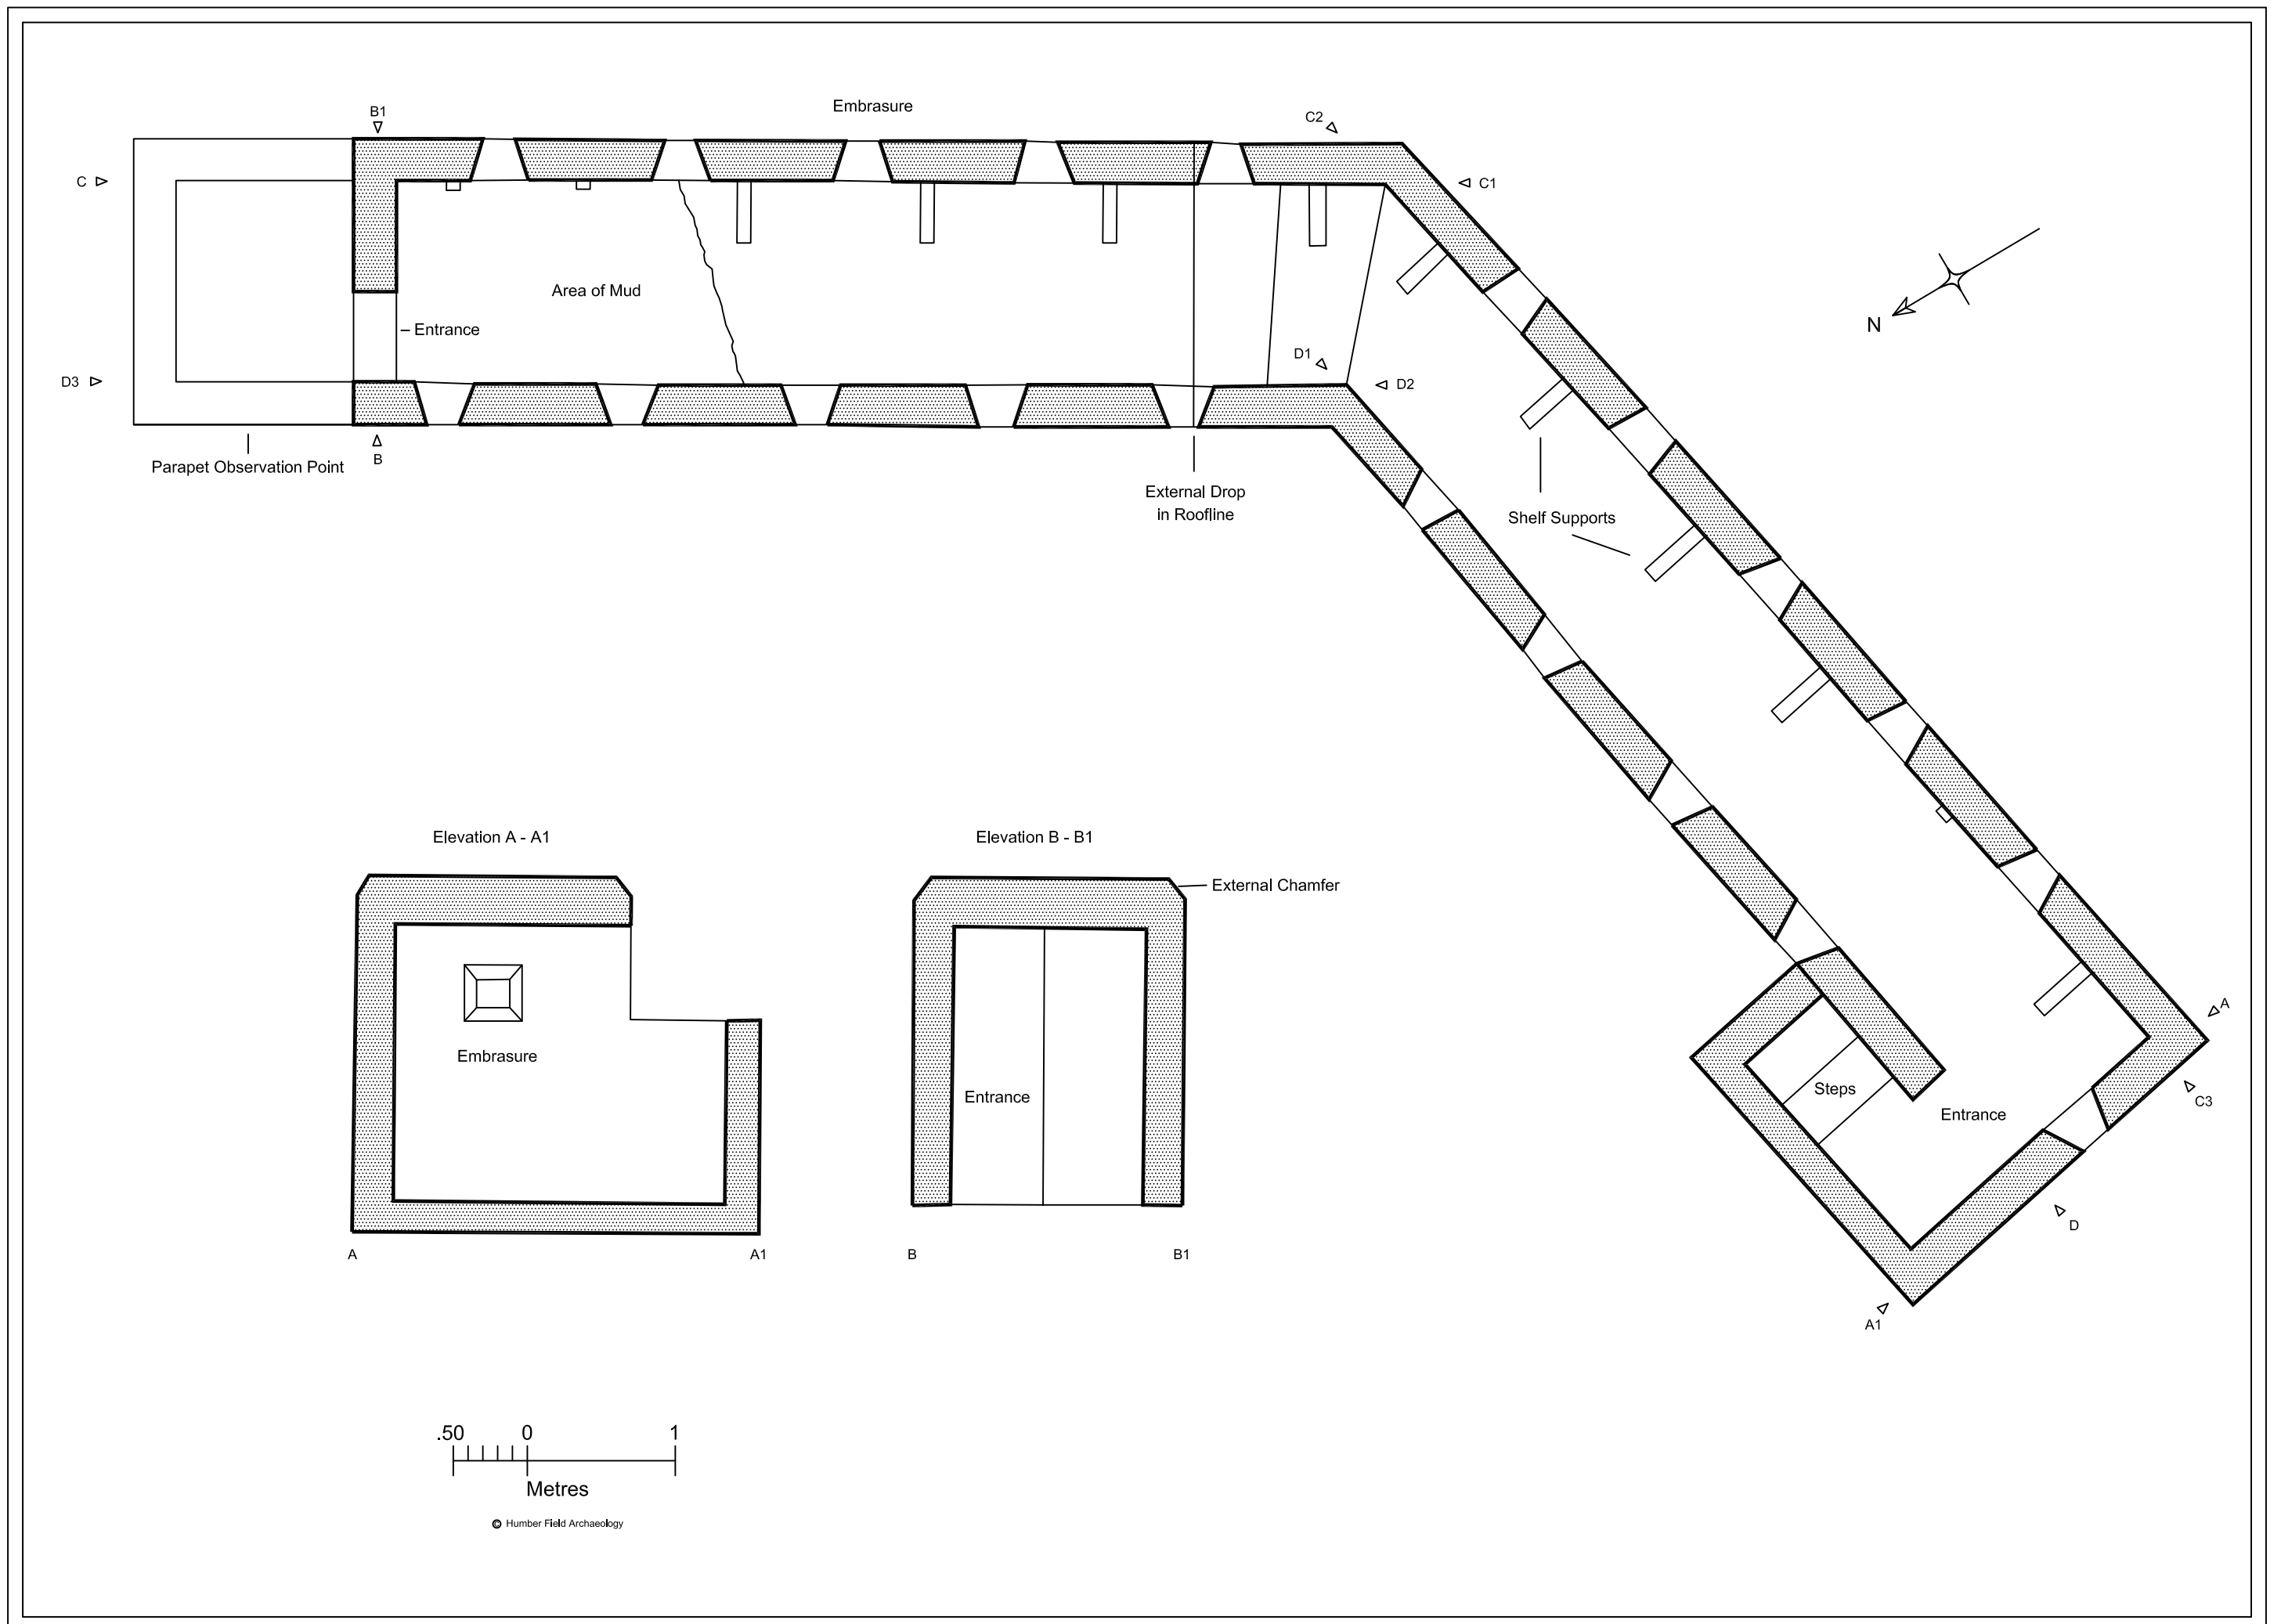 Embrasure
B1
C2
C
C1
Area of Mud
N
Entrance
D1
D3
D2
B
Parapet Observation Point
External Drop
in Roofline
Shelf Supports
Elevation A - A1
Elevation B - B1
External Chamfer
A
Embrasure
Entrance
Steps
Entrance
C3
D
A
A1
B
B1
A1
.50 0 1
Metres
© Humber Field Archaeology